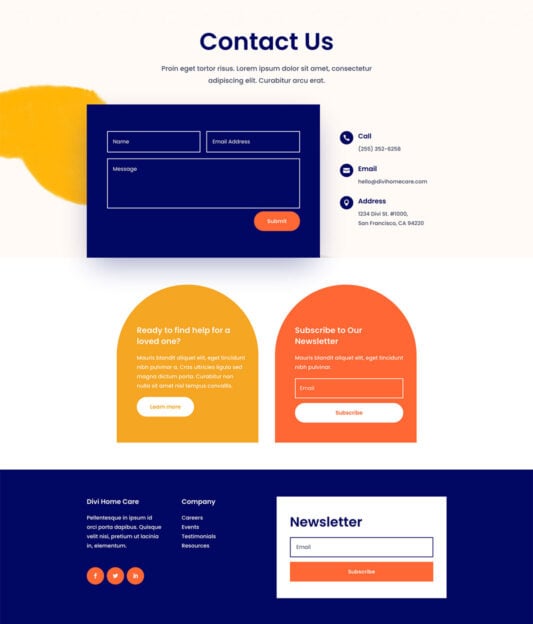 Contact Us
Proin eget tortor risus. Lorem ipsum dolor sit amet, consectetur
adipiscing elit. Curabitur arcu erat.
Name
Email Address
Message
Submit
Call
(255) 352-6258
Email
hello@divihomecare.com
Address
1234 Divi St. #1000,
San Francisco, CA 94220
Ready to find help for a
loved one?
Mauris blandit aliquet elit, eget tincidunt
nibh pulvinar a. Cras ultricies ligula sed
magna dictum porta. Curabitur non
nulla sit amet nisl tempus convallis.
Learn more
Subscribe to Our
Newsletter
Mauris blandit aliquet elit, eget tincidunt
nibh pulvinar.
Email
Subscribe
Divi Home Care
Pellentesque in ipsum id
orci porta dapibus. Quisque
velit nisi, pretium ut lacinia
in, elementum.
Company
Careers
Events
Testimonials
Resources
Newsletter
Email
Subscribe